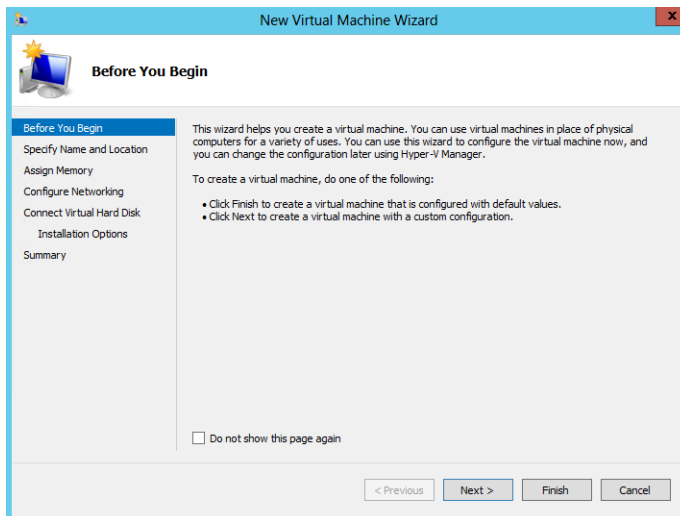 New Virtual Machine Wizard
x
Before You Begin
Before You Begin
Specify Name and Location
Assign Memory
Configure Networking
Connect Virtual Hard Disk
Installation Options
Summary
This wizard helps you create a virtual machine. You can use virtual machines in place of physical
computers for a variety of uses. You can use this wizard to configure the virtual machine now, and
you can change the configuration later using Hyper-V Manager.
To create a virtual machine, do one of the following:
• Click Finish to create a virtual machine that is configured with default values.
• Click Next to create a virtual machine with a custom configuration.
Do not show this page again
< Previous Next > Finish Cancel